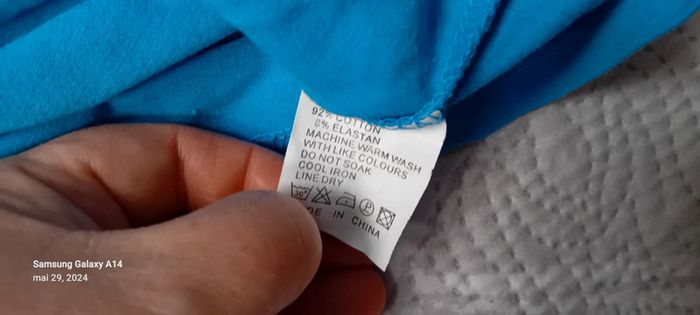 92% COTTON
8% ELASTAN
MACHINE WARM WASH
WITH LIKE COLOURS
DO NOT SOAK
COOL IRON
LINE DRY
30° P
DE IN CHINA
Samsung Galaxy A14
mai 29, 2024